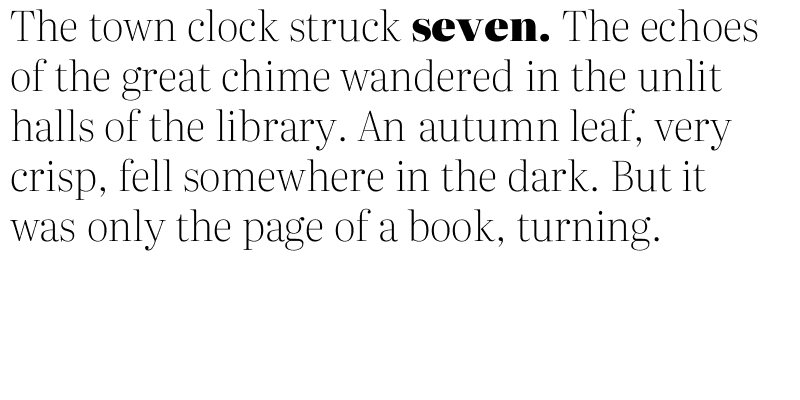 The town clock struck seven. The echoes
of the great chime wandered in the unlit
halls of the library. An autumn leaf, very
crisp, fell somewhere in the dark. But it
was only the page of a book, turning.